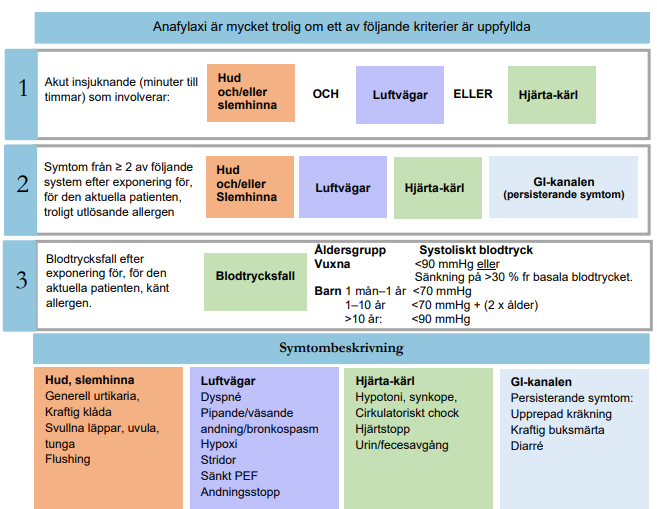 Anafylaxi är mycket trolig om ett av följande kriterier är uppfyllda
1
Akut insjuknande (minuter till
timmar) som involverar:
Hud
och/eller
slemhinna
OCH
Luftvägar
ELLER
Hjärta-kärl
2
Symtom från ≥ 2 av följande
system efter exponering för,
för den aktuella patienten,
troligt utlösande allergen
Hud
och/eller
Slemhinna
Luftvägar
Hjärta-kärl
GI-kanalen
(persisterande symtom)
3
Blodtrycksfall efter
exponering för, för den
aktuella patienten, känt
allergen.
Blodtrycksfall
Åldersgrupp Systoliskt blodtryck
Vuxna <90 mmHg eller
Sänkning på >30 % fr basala blodtrycket.
Barn 1 mån–1 år <70 mmHg
1–10 år <70 mmHg + (2 x ålder)
>10 år: <90 mmHg
Symtombeskrivning
Hud, slemhinna
Generell urtikaria,
Kraftig klåda
Svullna läppar, uvula,
tunga
Flushing
Luftvägar
Dyspné
Pipande/väsande
andning/bronkospasm
Hypoxi
Stridor
Sänkt PEF
Andningsstopp
Hjärta-kärl
Hypotoni, synkope,
Cirkulatoriskt chock
Hjärtstopp
Urin/fecesavgång
GI-kanalen
Persisterande symtom:
Upprepad kräkning
Kraftig buksmärta
Diarré